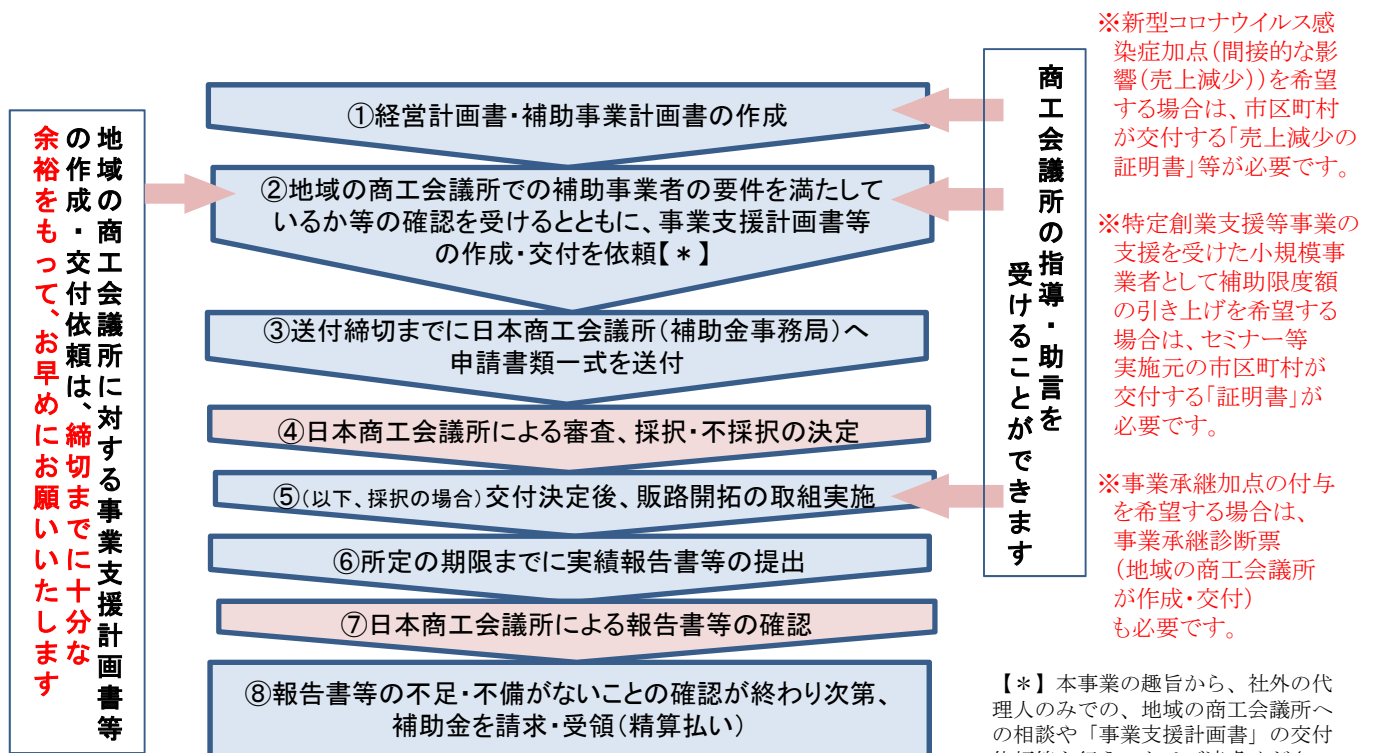 地域の商工会議所に対する事業支援計画書等
の作成・交付依頼は、締切までに十分な
余裕をもって、お早めにお願いいたします
①経営計画書・補助事業計画書の作成
②地域の商工会議所での補助事業者の要件を満たして
いるか等の確認を受けるとともに、事業支援計画書等
の作成・交付を依頼【＊】
③送付締切までに日本商工会議所（補助金事務局）へ
申請書類一式を送付
④日本商工会議所による審査、採択・不採択の決定
⑤（以下、採択の場合）交付決定後、販路開拓の取組実施
⑥所定の期限までに実績報告書等の提出
⑦日本商工会議所による報告書等の確認
⑧報告書等の不足・不備がないことの確認が終わり次第、
補助金を請求・受領（精算払い）
商工会議所の指導・助言を
受けることができます
※新型コロナウイルス感
染症加点（間接的な影
響（売上減少））を希望
する場合は、市区町村
が交付する「売上減少の
証明書」等が必要です。
※特定創業支援等事業の
支援を受けた小規模事
業者として補助限度額
の引き上げを希望する
場合は、セミナー等
実施元の市区町村が
交付する「証明書」が
必要です。
※事業承継加点の付与
を希望する場合は、
事業承継診断票
（地域の商工会議所
が作成・交付）
も必要です。
【＊】本事業の趣旨から、社外の代
理人のみでの、地域の商工会議所へ
の相談や「事業支援計画書」の交付